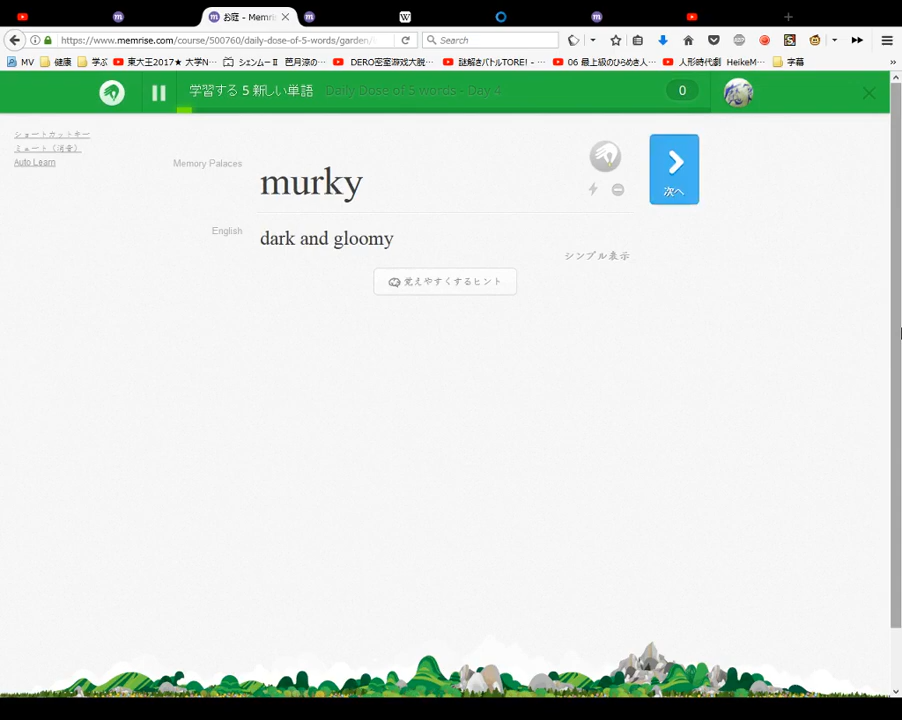 お庭 - Memri
https://www.memrise.com/course/500760/daily-dose-of-5-words/garden/
Search
MV 健康 学ぶ 東大王2017★ 大学N… シェンムーⅡ 芭月涼の… DERO密室游戏大脱… 謎解きバトルTORE! - … 06 最上級のひらめき人… 人形時代劇 HeikeM… 字幕 »
学習する 5 新しい単語 Daily Dose of 5 words - Day 4 0
ショートカットキー
ミュート（消音）
Auto Learn
Memory Palaces
murky
次へ
English
dark and gloomy
シンプル表示
覚えやすくするヒント